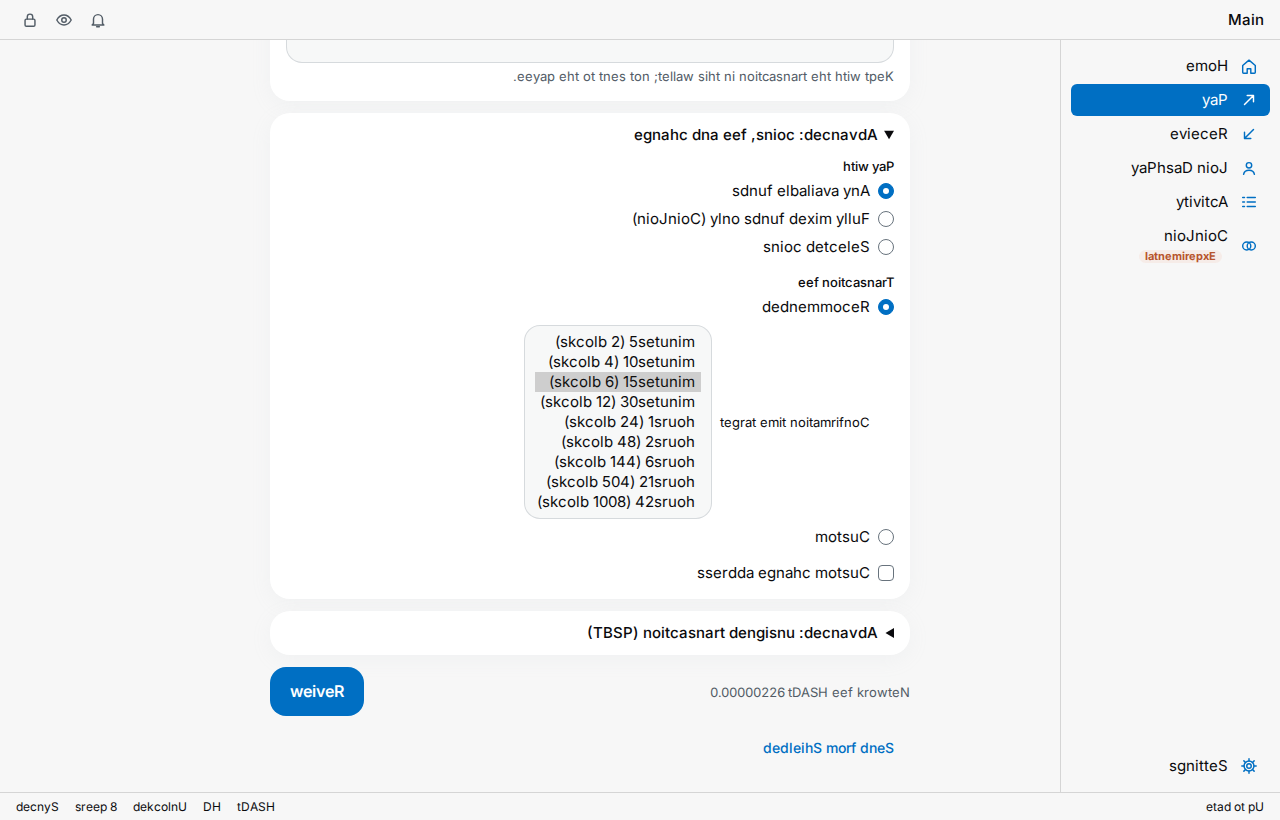 Main
emoH
yaP
evieceR
yaPhsaD nioJ
ytivitcA
nioJnioC
latnemirepxE
sgnitteS
.eeyap eht ot tnes ton ;tellaw siht ni noitcasnart eht htiw tpeK
egnahc dna eef ,snioc :decnavdA
htiw yaP
sdnuf elbaliava ynA
(nioJnioC) ylno sdnuf dexim ylluF
snioc detceleS
eef noitcasnarT
dednemmoceR
tegrat emit noitamrifnoC
(skcolb 2) 5setunim
(skcolb 4) 10setunim
(skcolb 6) 15setunim
(skcolb 12) 30setunim
(skcolb 24) 1sruoh
(skcolb 48) 2sruoh
(skcolb 144) 6sruoh
(skcolb 504) 21sruoh
(skcolb 1008) 42sruoh
motsuC
sserdda egnahc motsuC
(TBSP) noitcasnart dengisnu :decnavdA
0.00000226 tDASH eef krowteN
weiveR
dedleihS morf dneS
decnyS sreep 8 dekcolnU DH tDASH
etad ot pU